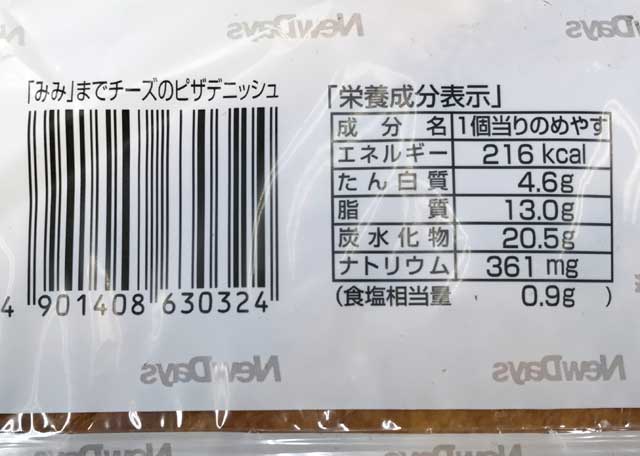 NewDays NewDays
「みみ」までチーズのピザデニッシュ
4 901408 630324
「栄養成分表示」
成分名 1個当りのめやす
エネルギー 216 kcal
たん白質 4.6g
脂質 13.0g
炭水化物 20.5g
ナトリウム 361 mg
(食塩相当量 0.9g )
NewDays NewDays
NewDays NewDays